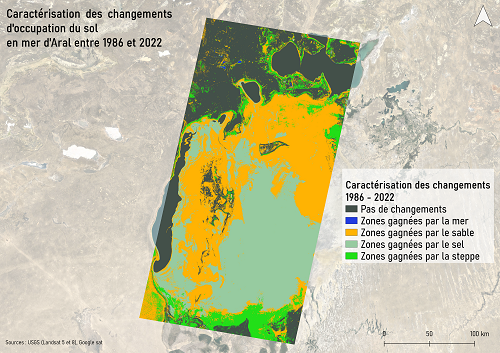 Caractérisation des changements
d'occupation du sol
en mer d'Aral entre 1986 et 2022
Caractérisation des changements
1986 - 2022
Pas de changements
Zones gagnées par la mer
Zones gagnées par le sable
Zones gagnées par le sel
Zones gagnées par la steppe
Sources : USGS (Landsat 5 et 8), Google sat
0 50 100 km